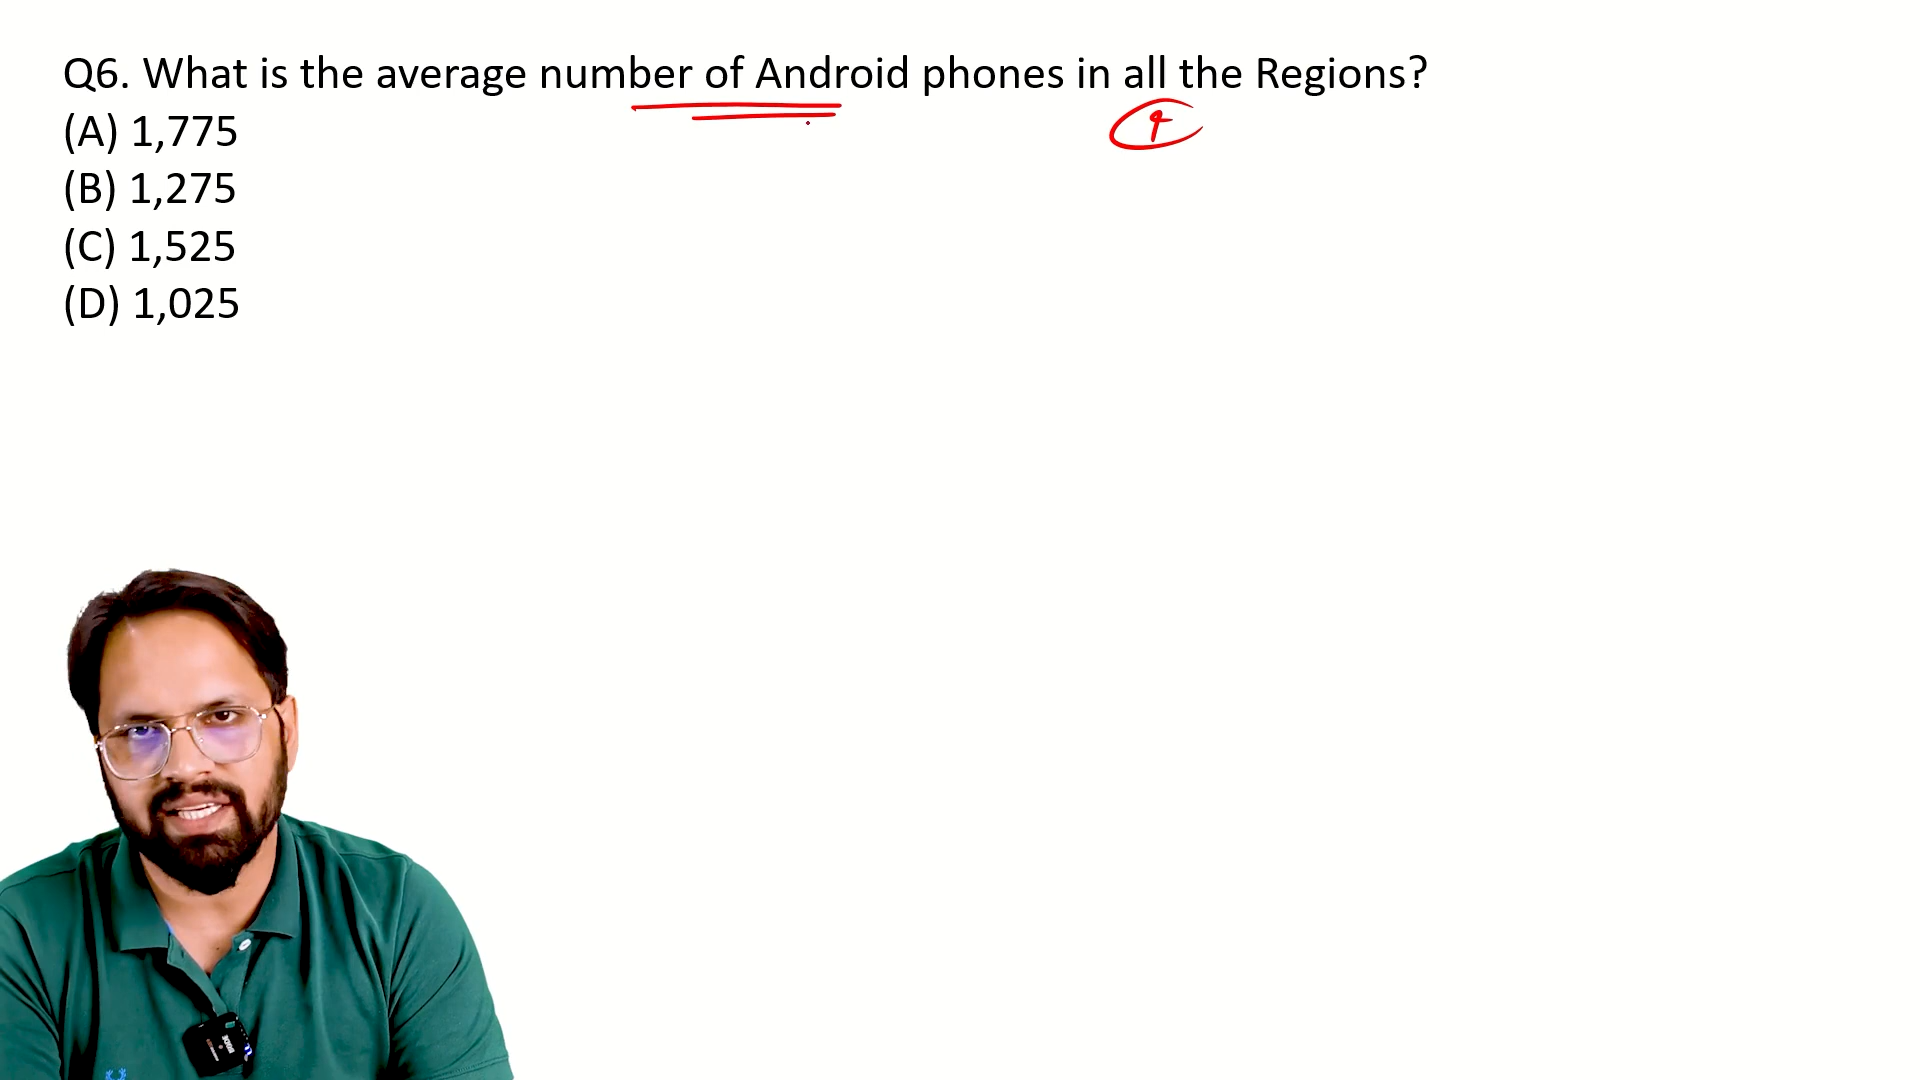 Q6. What is the average number of Android phones in all the Regions?
4
(A) 1,775
(B) 1,275
(C) 1,525
(D) 1,025